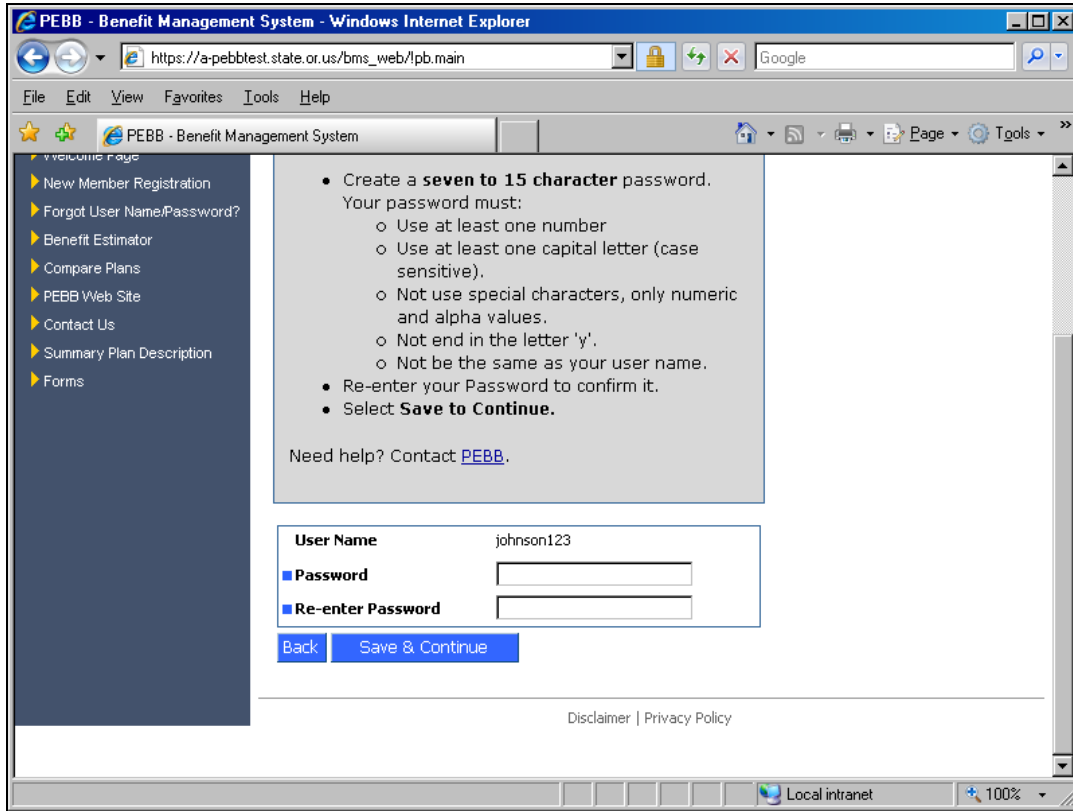 PEBB - Benefit Management System - Windows Internet Explorer
https://a-pebbtest.state.or.us/bms_web/!pb.main
Google
File Edit View Favorites Tools Help
PEBB - Benefit Management System
Page
Tools
Welcome Page
New Member Registration
Forgot User Name/Password?
Benefit Estimator
Compare Plans
PEBB Web Site
Contact Us
Summary Plan Description
Forms
• Create a seven to 15 character password.
Your password must:
o Use at least one number
o Use at least one capital letter (case
sensitive).
o Not use special characters, only numeric
and alpha values.
o Not end in the letter 'y'.
o Not be the same as your user name.
• Re-enter your Password to confirm it.
• Select Save to Continue.
Need help? Contact PEBB.
User Name johnson123
Password
Re-enter Password
Back Save & Continue
Disclaimer | Privacy Policy
Local intranet 100%